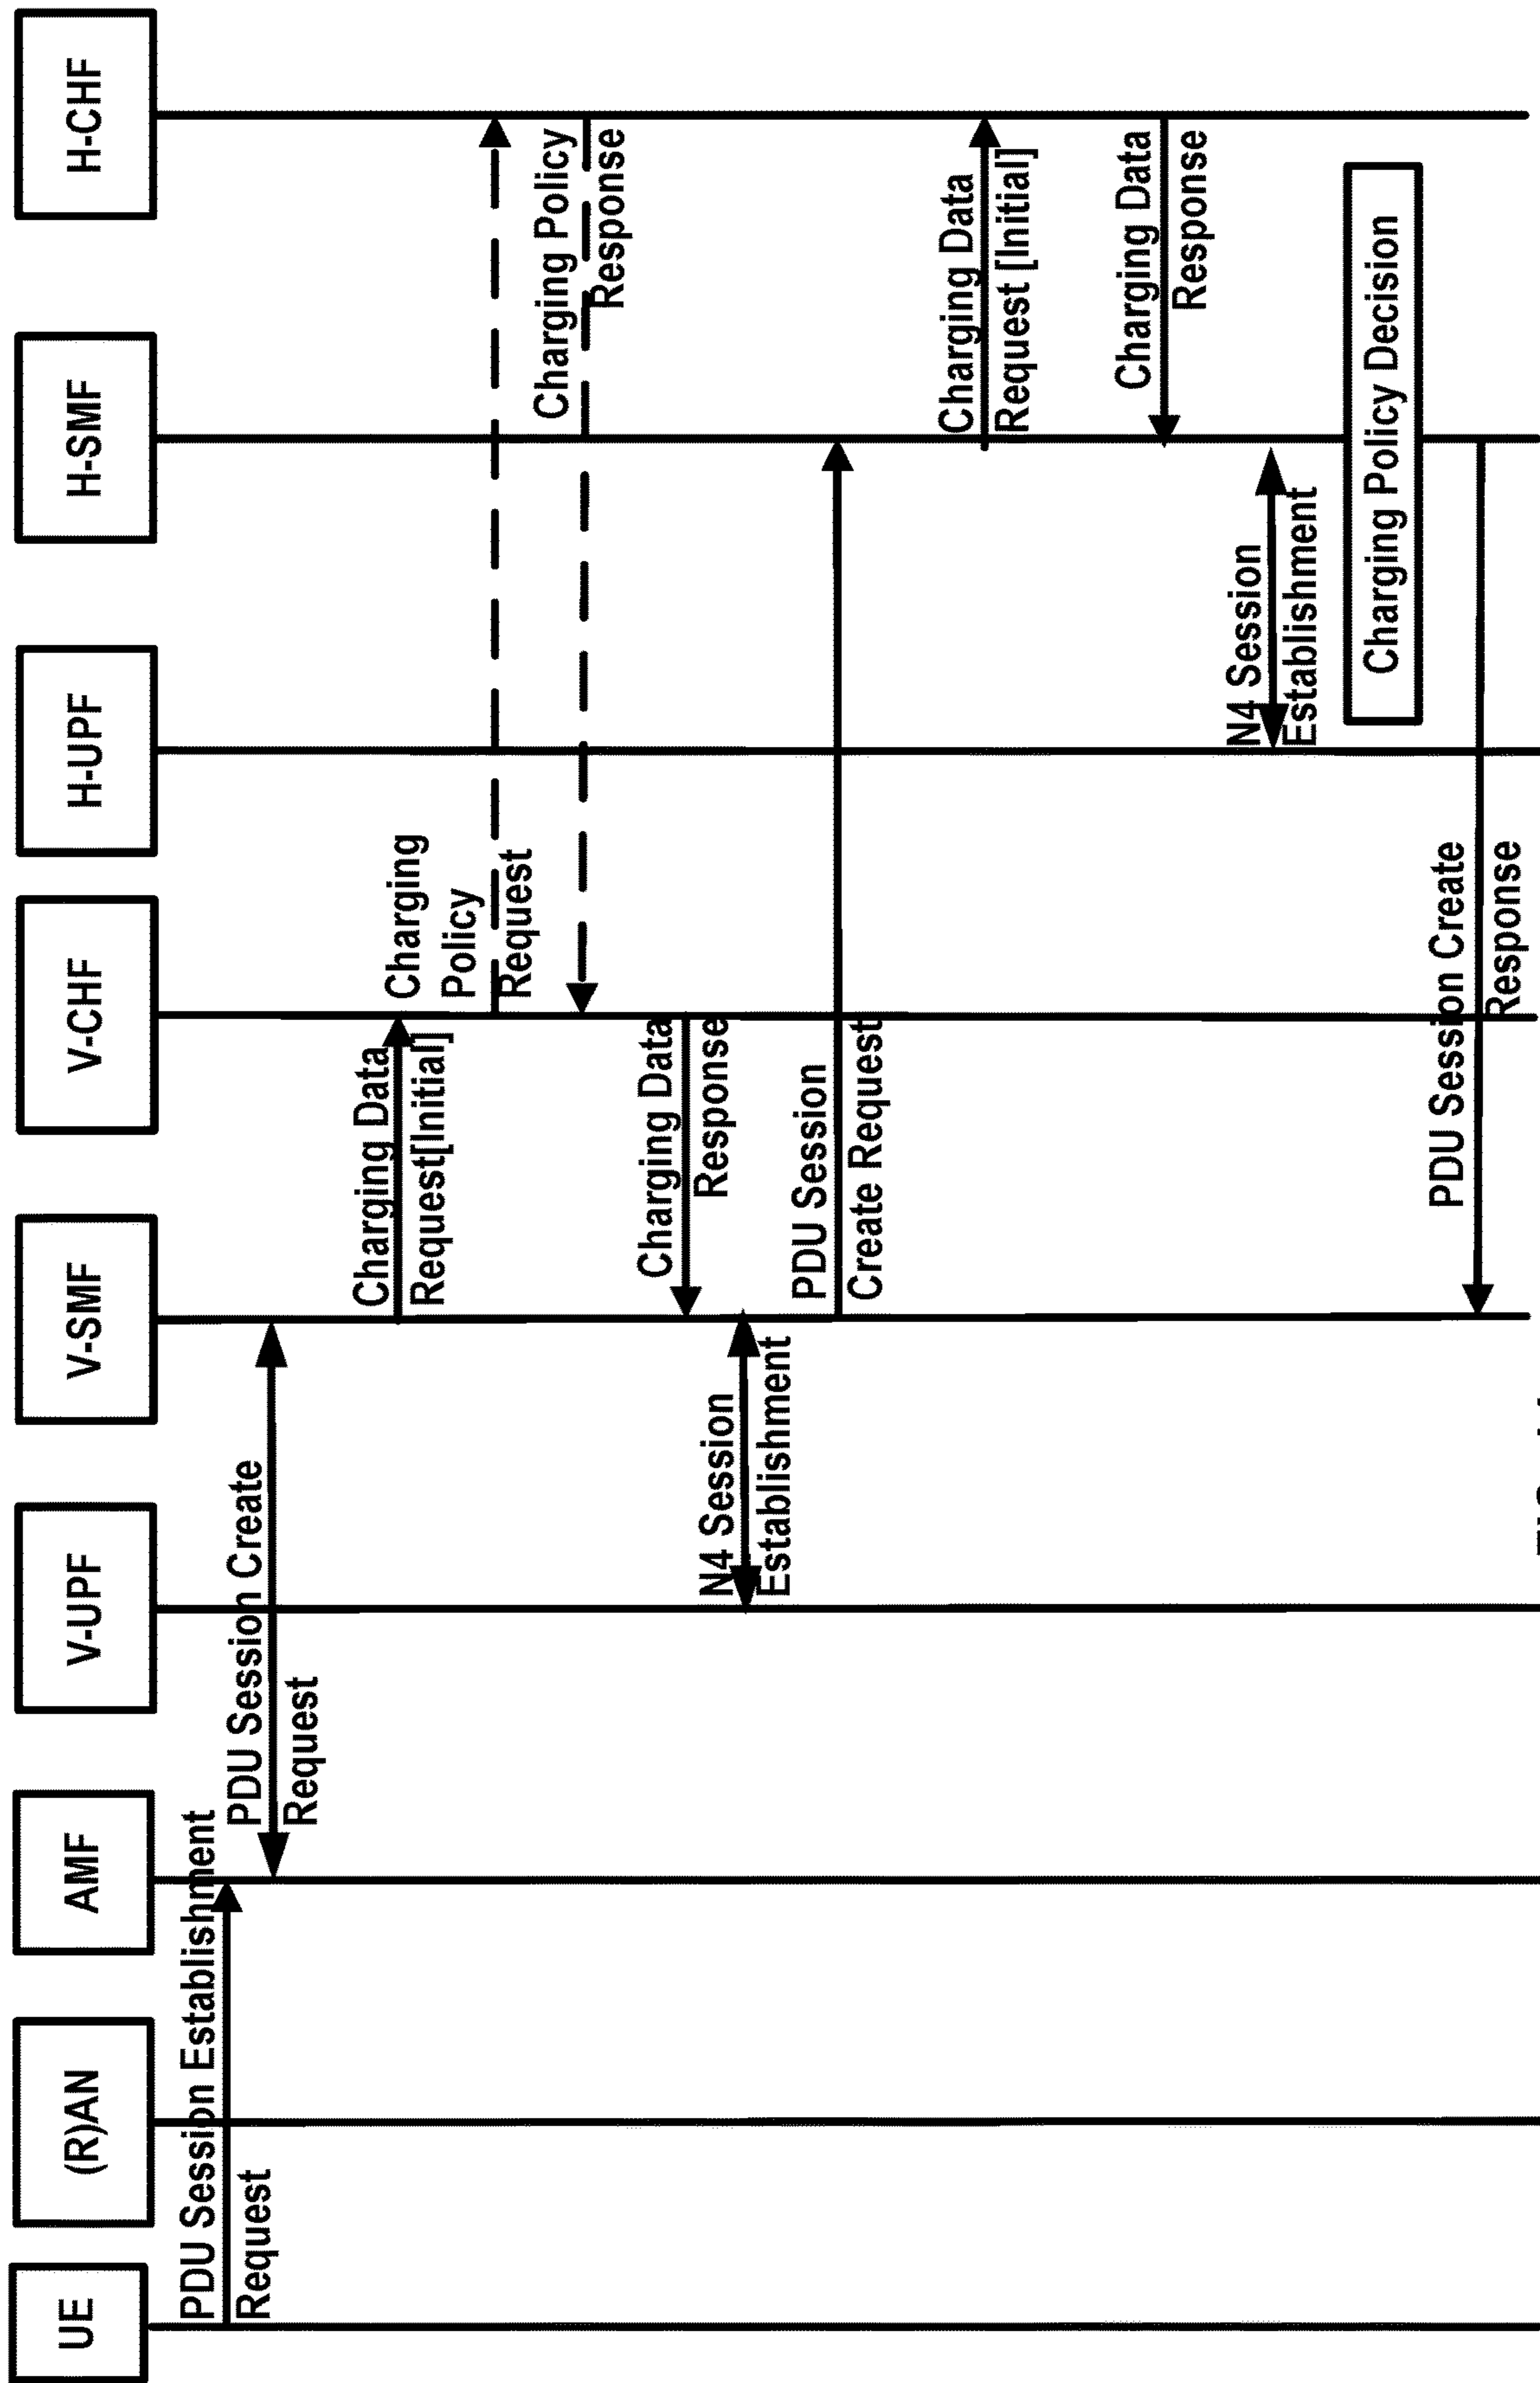 UE
(R)AN
AMF
V-UPF
V-SMF
V-CHF
H-UPF
H-SMF
H-CHF
PDU Session Establishment
Request
PDU Session Create
Request
Charging Data
Request[Initial]
Charging
Policy
Request
Charging Policy
Response
Charging Data
Response
N4 Session
Establishment
PDU Session
Create Request
Charging Data
Request [Initial]
Charging Data
Response
N4 Session
Establishment
Charging Policy Decision
PDU Session Create
Response